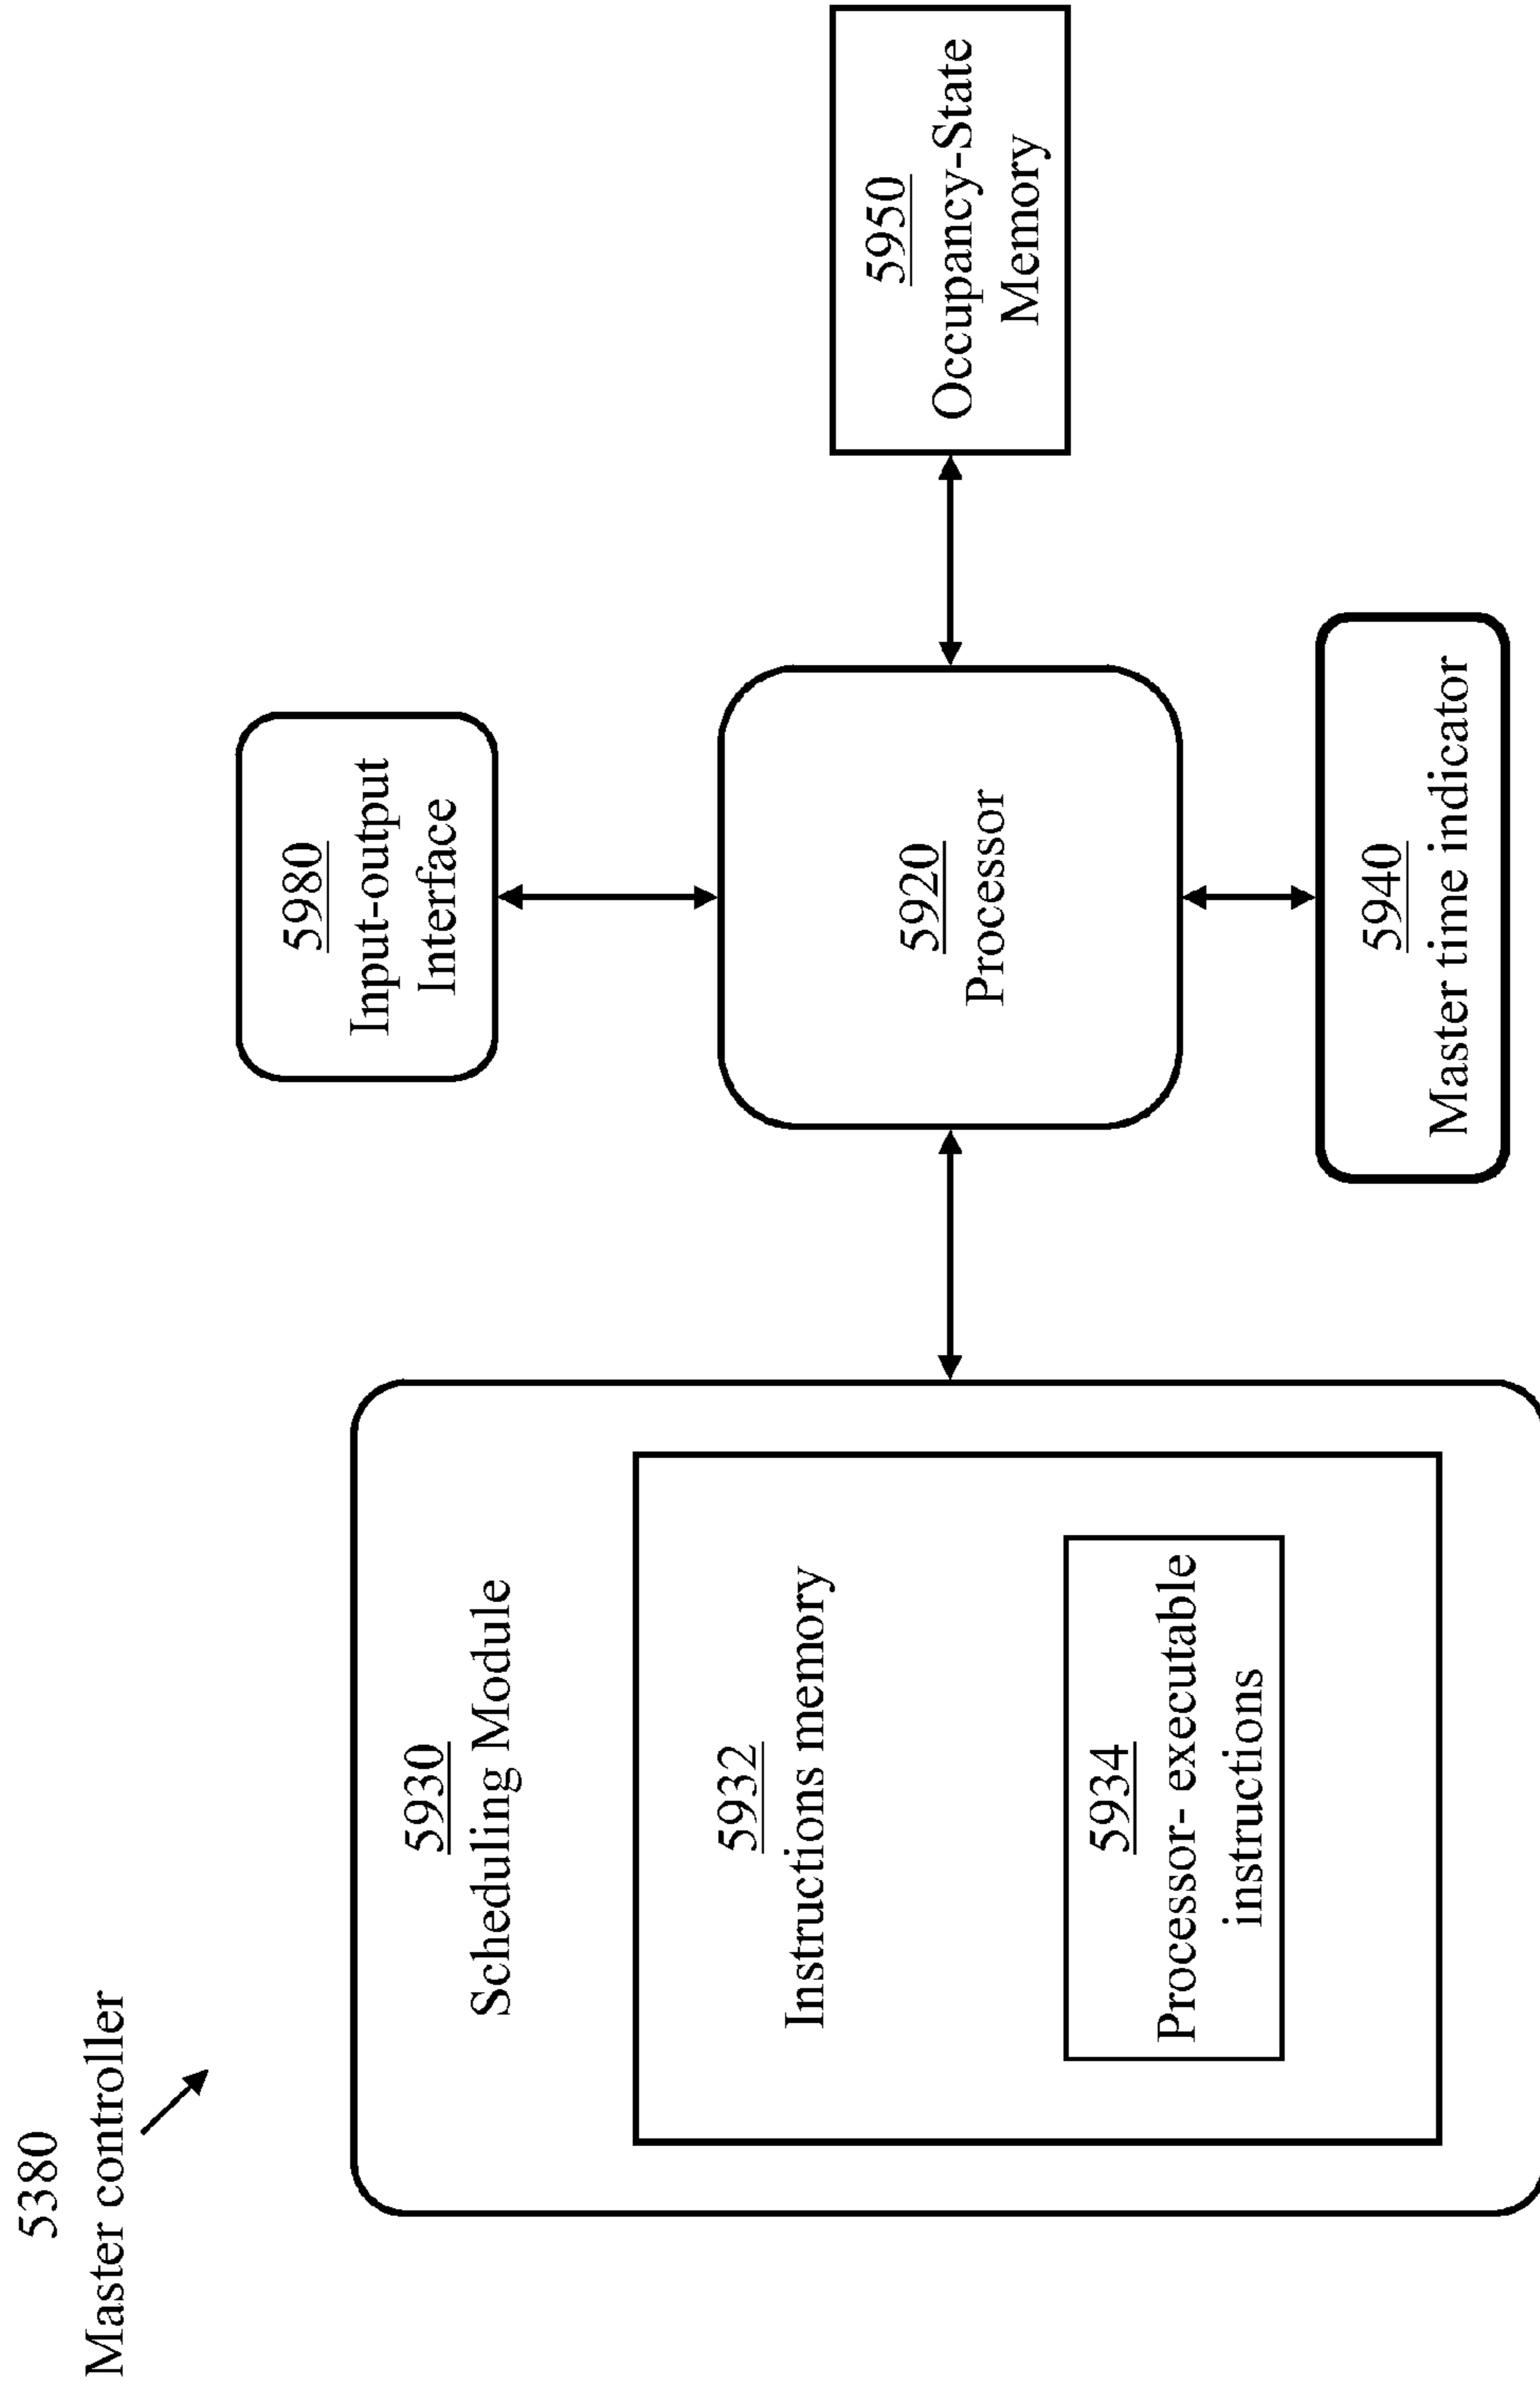 5380
Master controller
5930
Scheduling Module
5932
Instructions memory
5934
Processor- executable
instructions
5980
Input-output
Interface
5920
Processor
5940
Master time indicator
5950
Occupancy-State
Memory